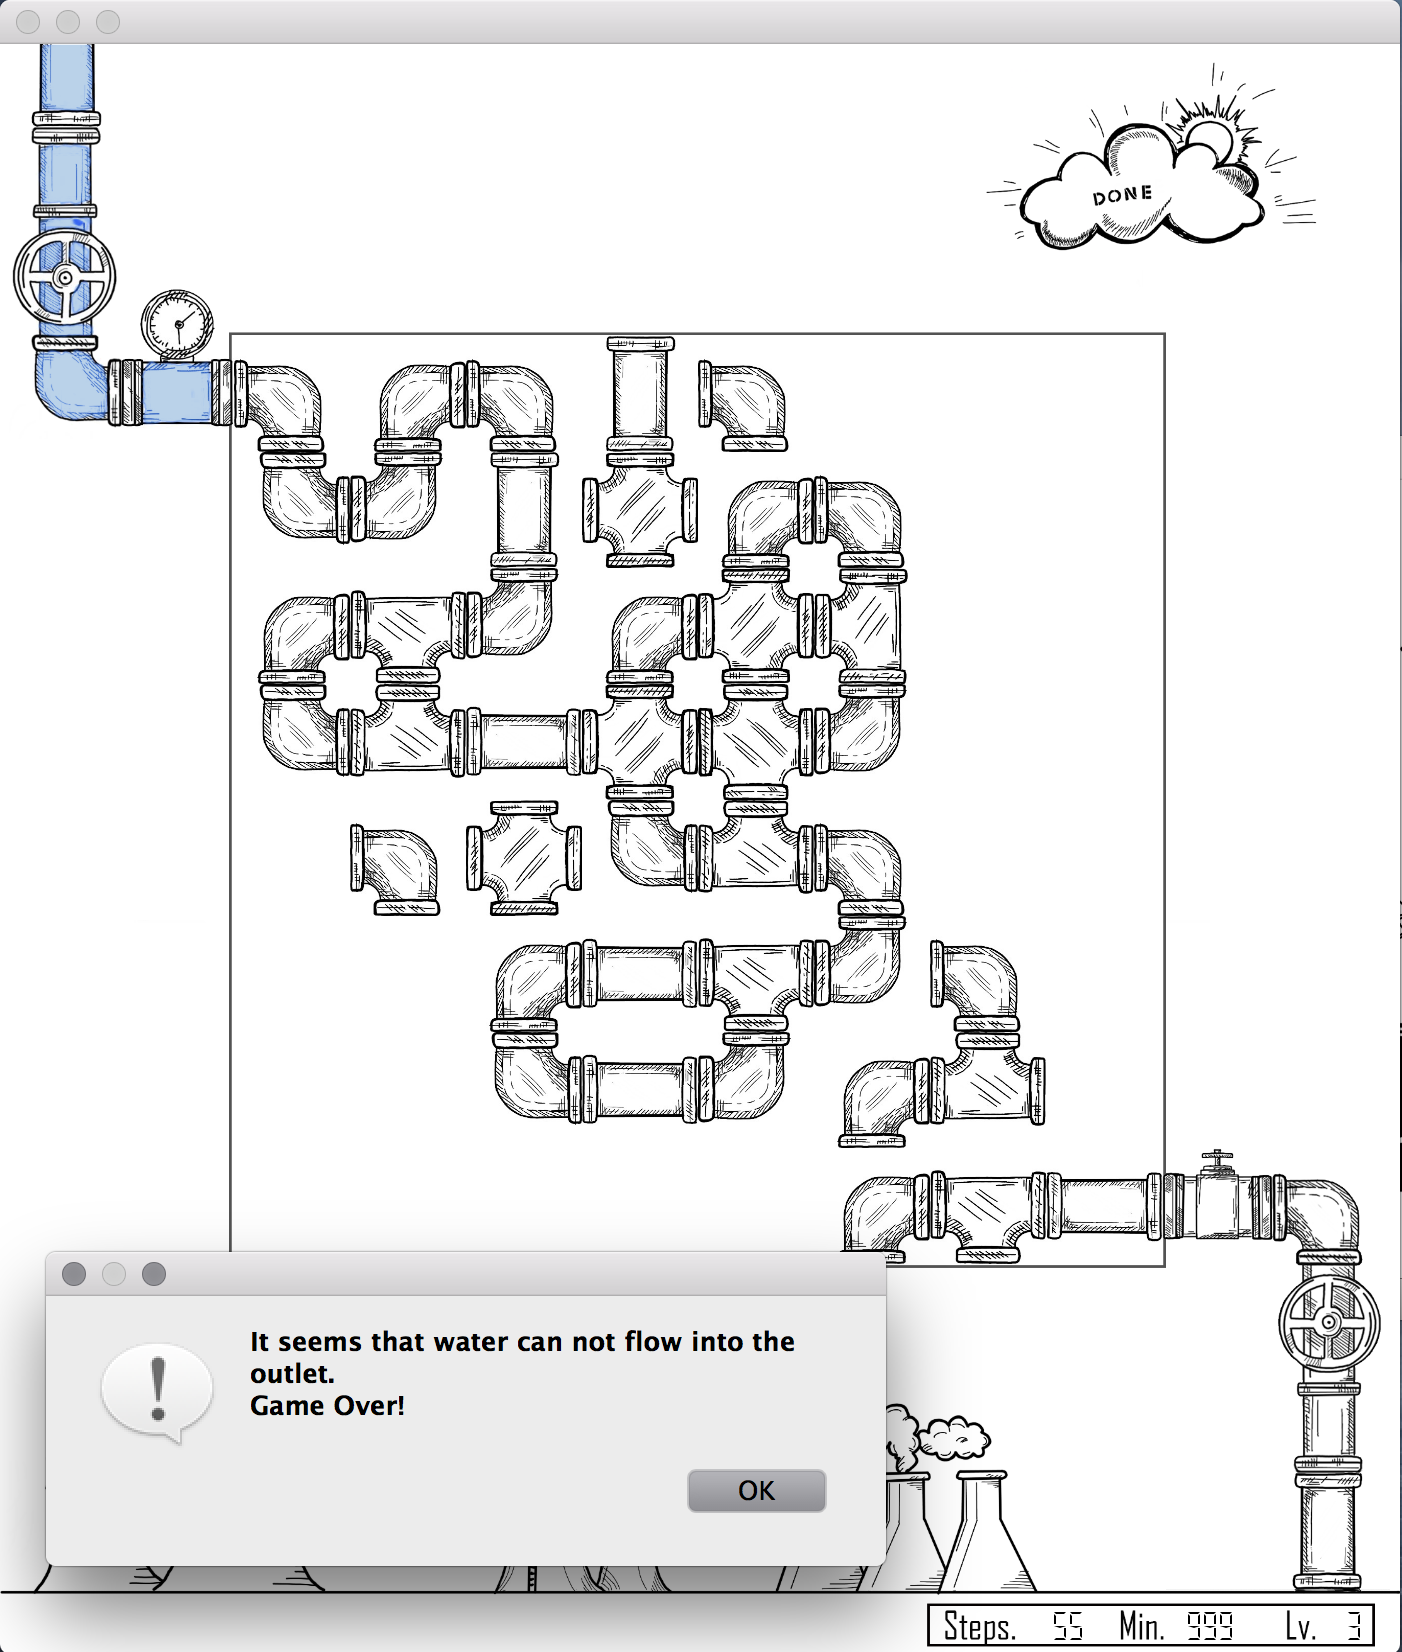 DONE
It seems that water can not flow into the
outlet.
Game Over!
OK
Steps. 55 Min. 999 Lv. 3